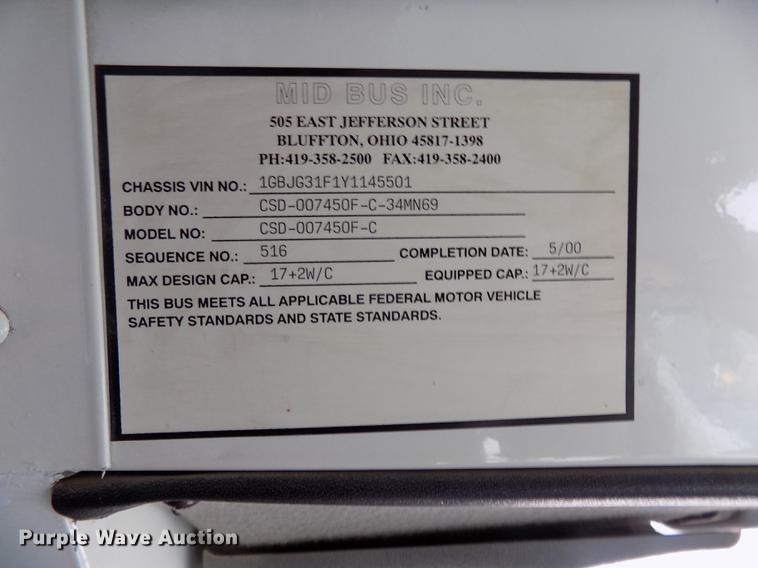 MID BUS INC.
505 EAST JEFFERSON STREET
BLUFFTON, OHIO 45817-1398
PH:419-358-2500 FAX:419-358-2400
CHASSIS VIN NO.: 1GBJG31F1Y1145501
BODY NO.: CSD-007450F-C-34MN69
MODEL NO.: CSD-007450F-C
SEQUENCE NO.: 516 COMPLETION DATE: 5/00
MAX DESIGN CAP.: 17+2W/C EQUIPPED CAP.: 17+2W/C
THIS BUS MEETS ALL APPLICABLE FEDERAL MOTOR VEHICLE
SAFETY STANDARDS AND STATE STANDARDS.
Purple Wave Auction